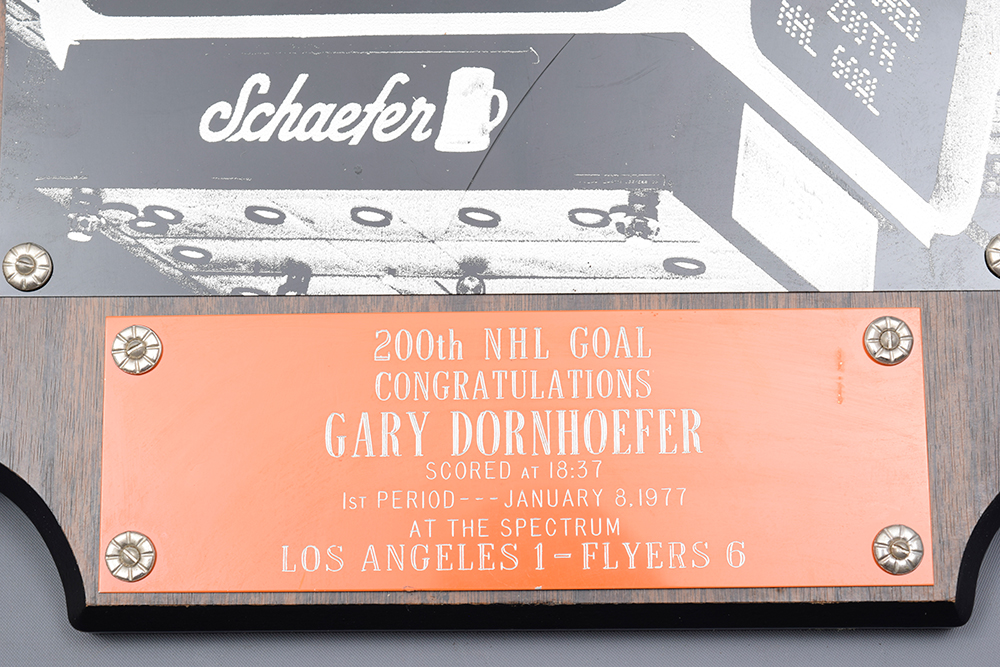 Schaefer
200th NHL GOAL
CONGRATULATIONS
GARY DORNHOEFER
SCORED AT 18:37
1ST PERIOD---JANUARY 8.1977
AT THE SPECTRUM
LOS ANGELES 1-FLYERS 6